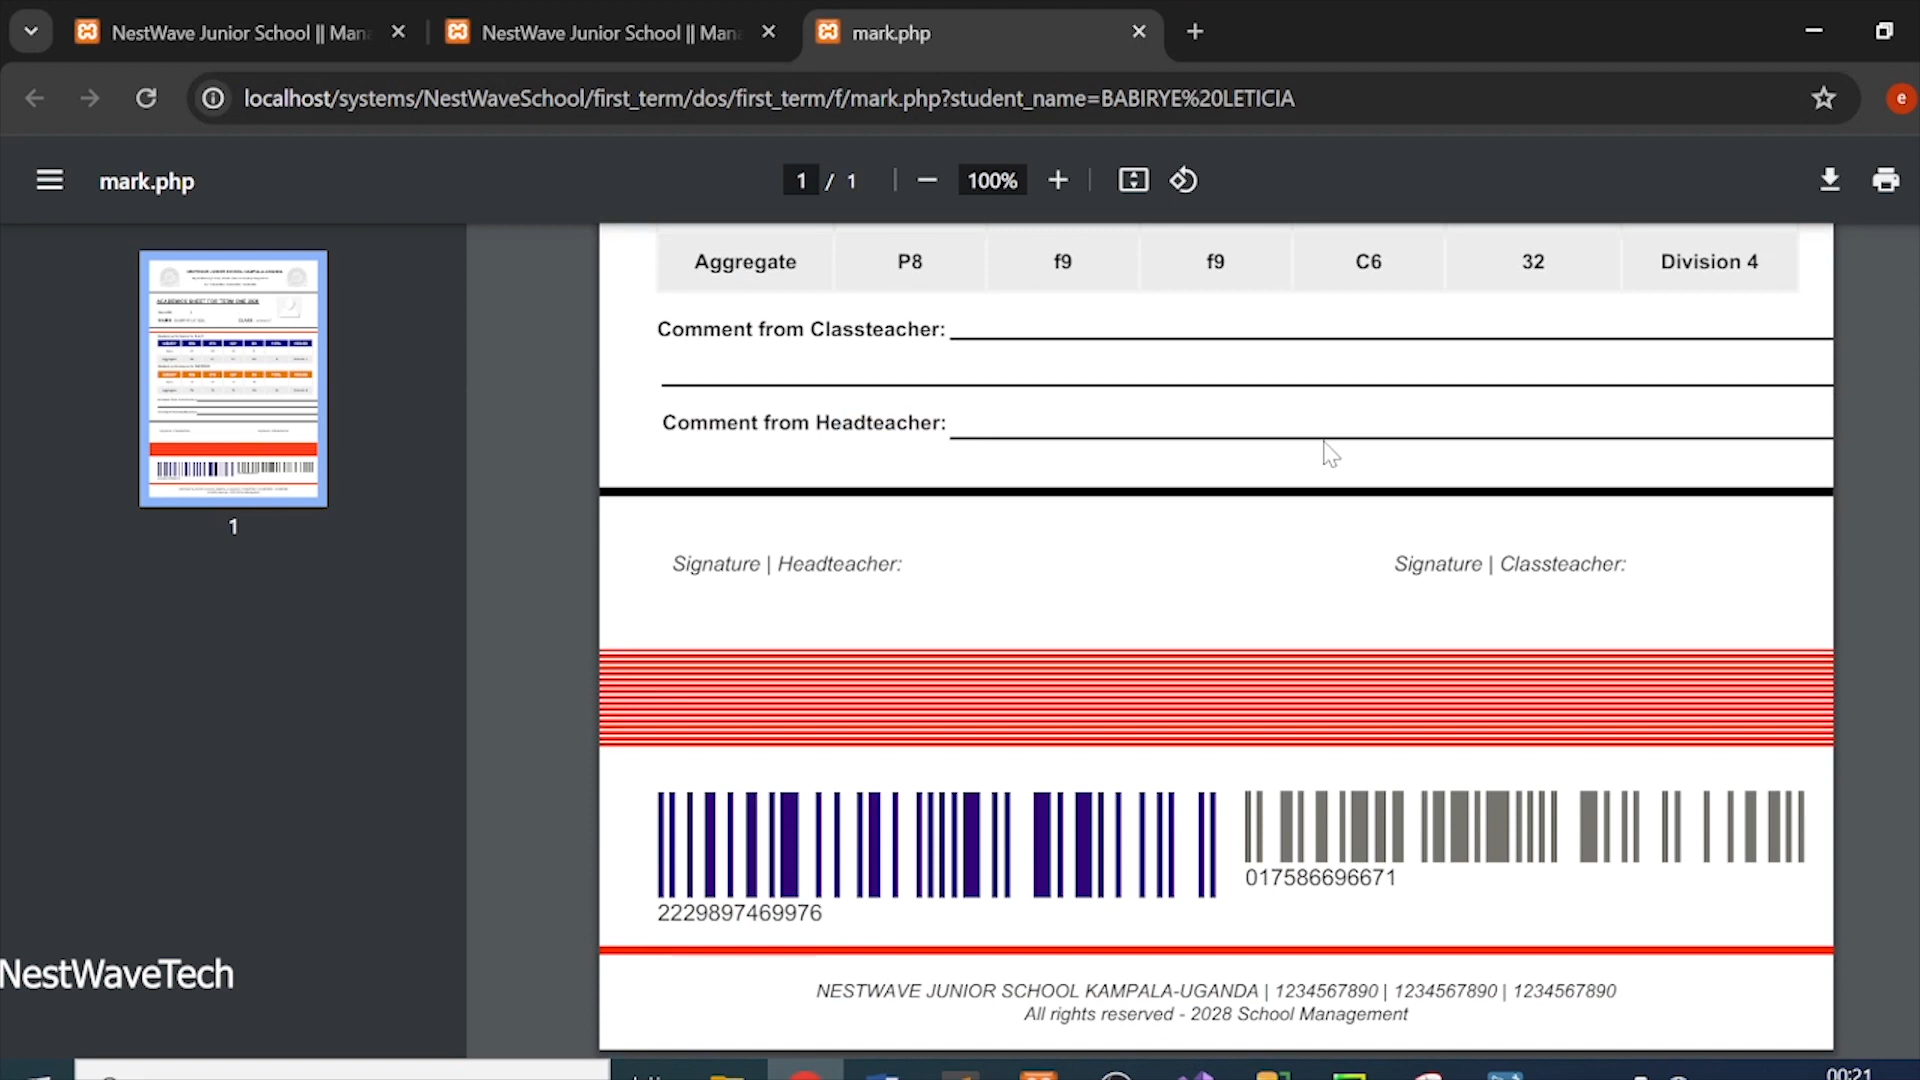 NestWave Junior School || Man
NestWave Junior School || Man
mark.php
localhost/systems/NestWaveSchool/first_term/dos/first_term/f/mark.php?student_name=BABIRYE%20LETICIA
e
mark.php
1 / 1
100%
Aggregate P8 f9 f9 C6 32 Division 4
Comment from Classteacher:
Comment from Headteacher:
1
Signature | Headteacher:
Signature | Classteacher:
017586696671
2229897469976
NestWaveTech
NESTWAVE JUNIOR SCHOOL KAMPALA-UGANDA | 1234567890 | 1234567890 | 1234567890
All rights reserved - 2028 School Management
00:21